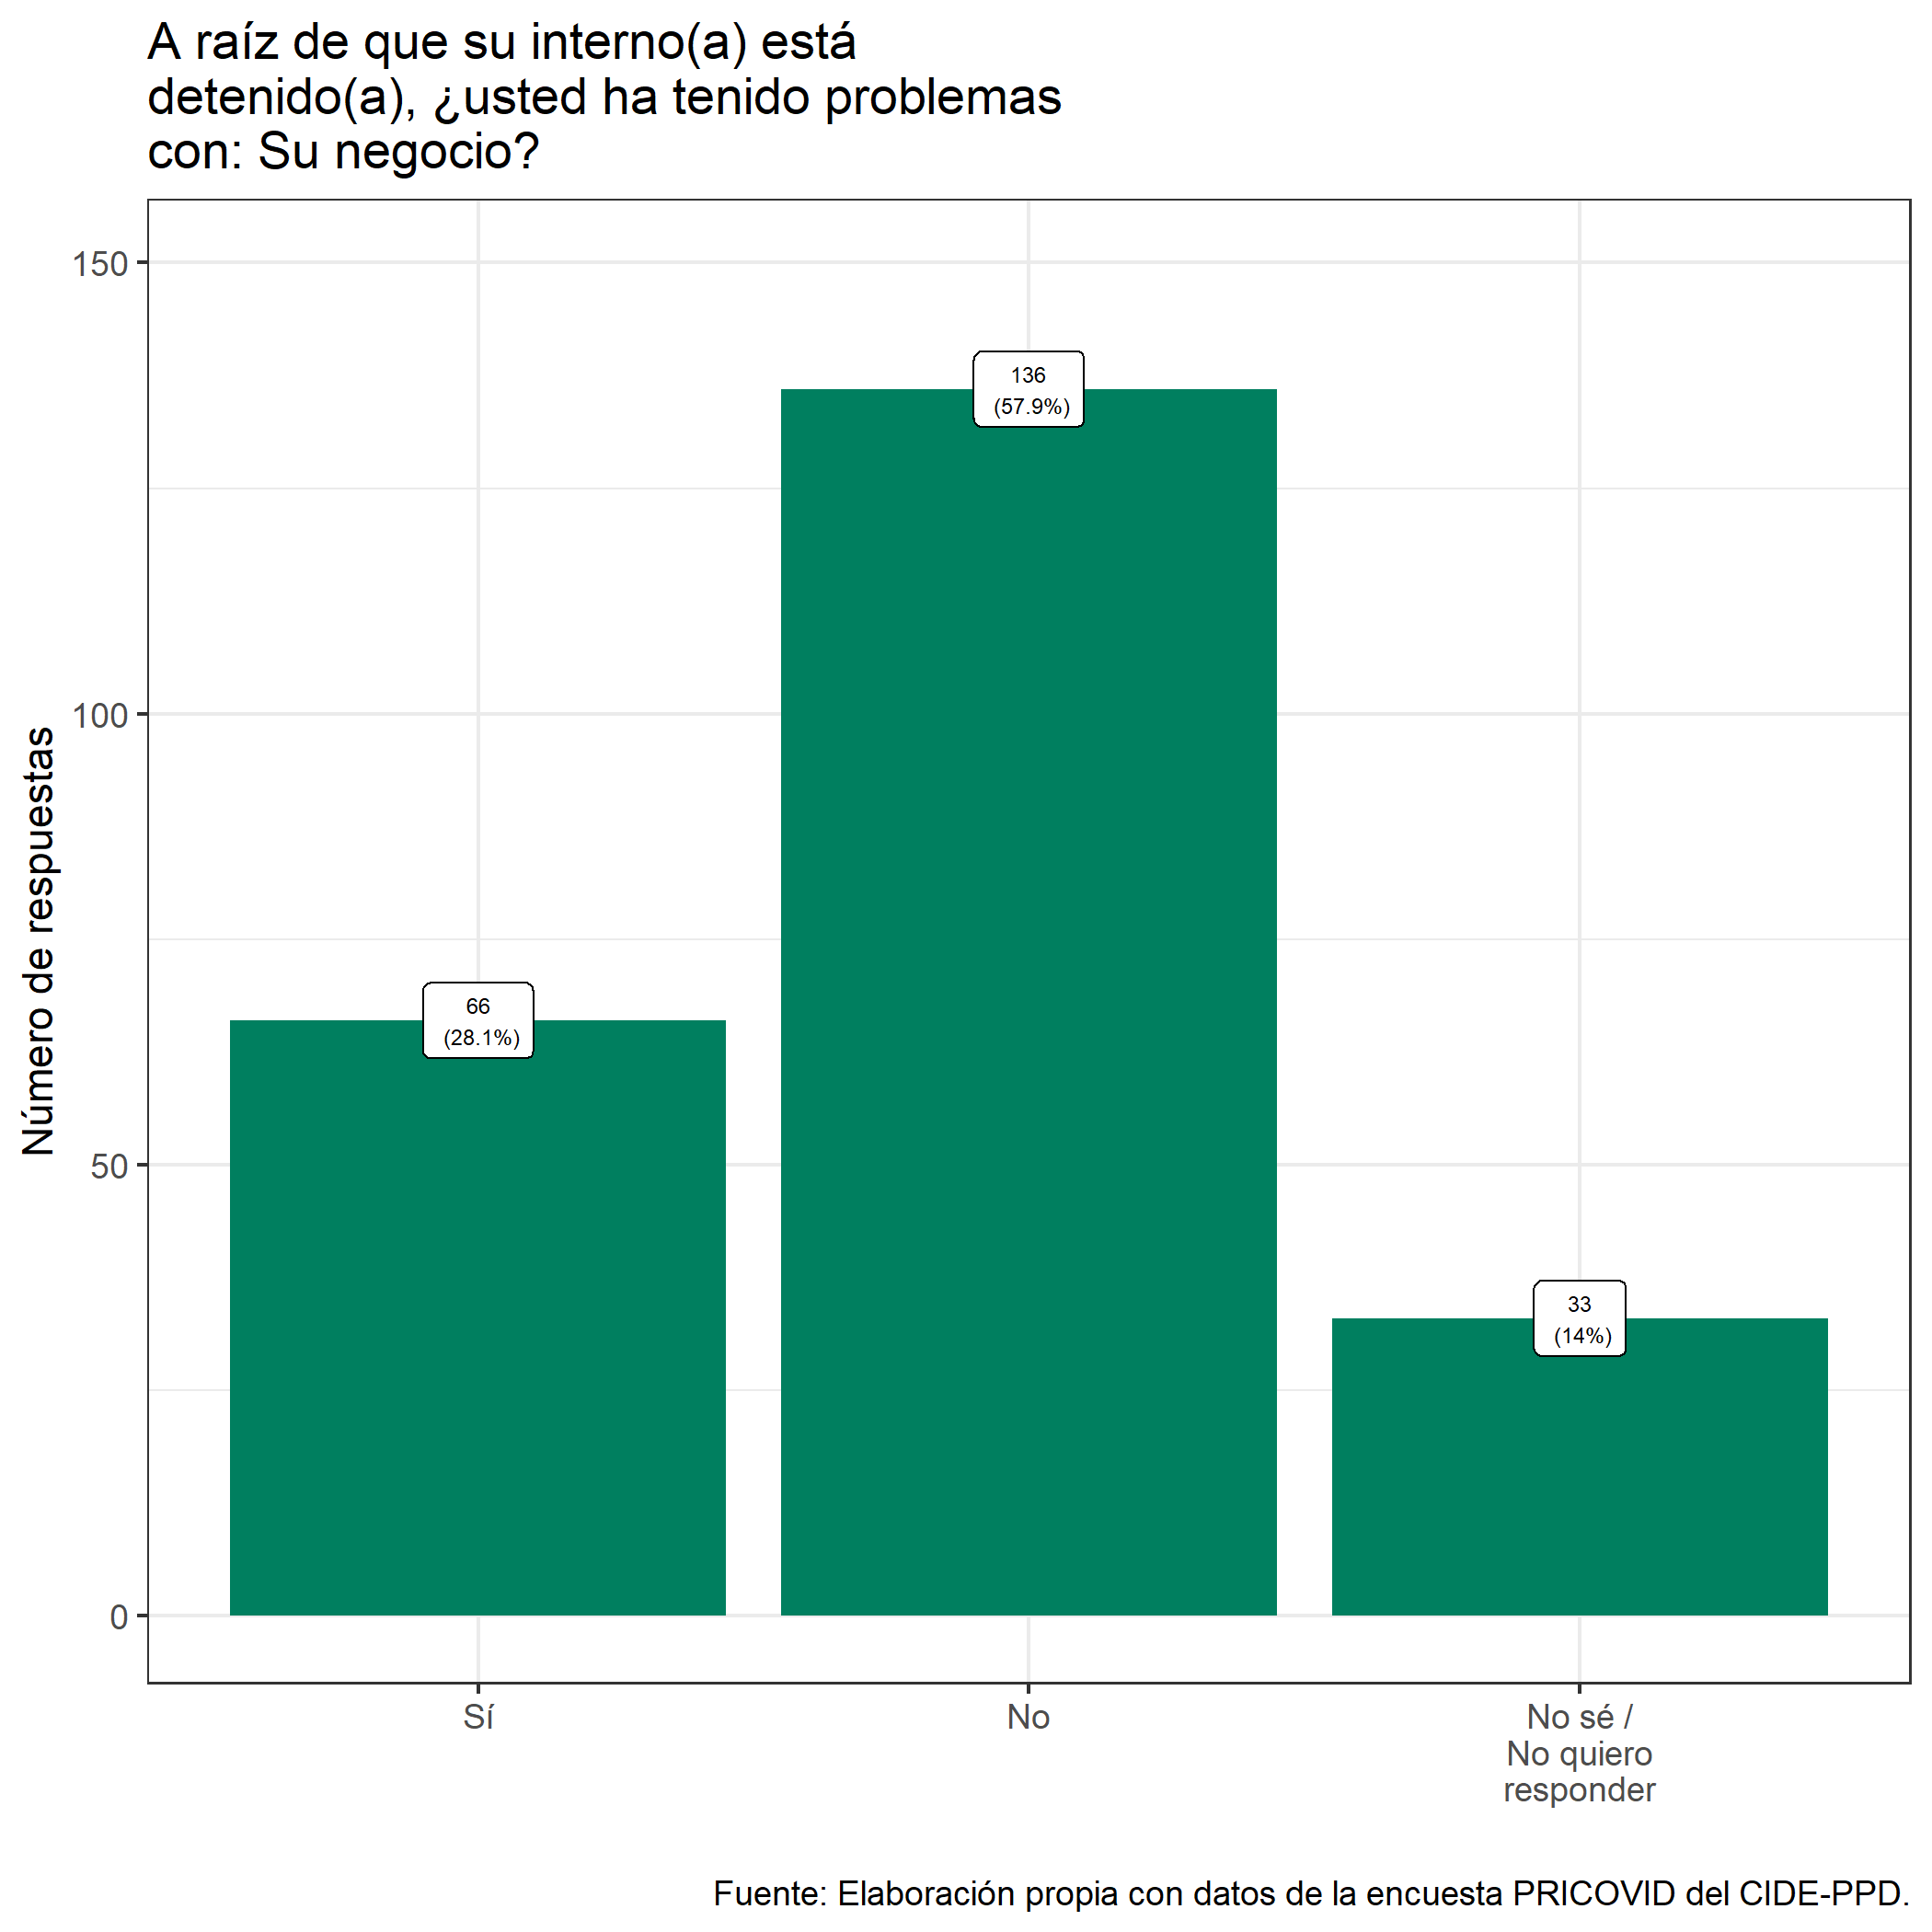 A raíz de que su interno(a) está
detenido(a), ¿usted ha tenido problemas
con: Su negocio?
Número de respuestas
150
100
50
0
66
(28.1%)
136
(57.9%)
33
(14%)
Sí
No
No sé /
No quiero
responder
Fuente: Elaboración propia con datos de la encuesta PRICOVID del CIDE-PPD.